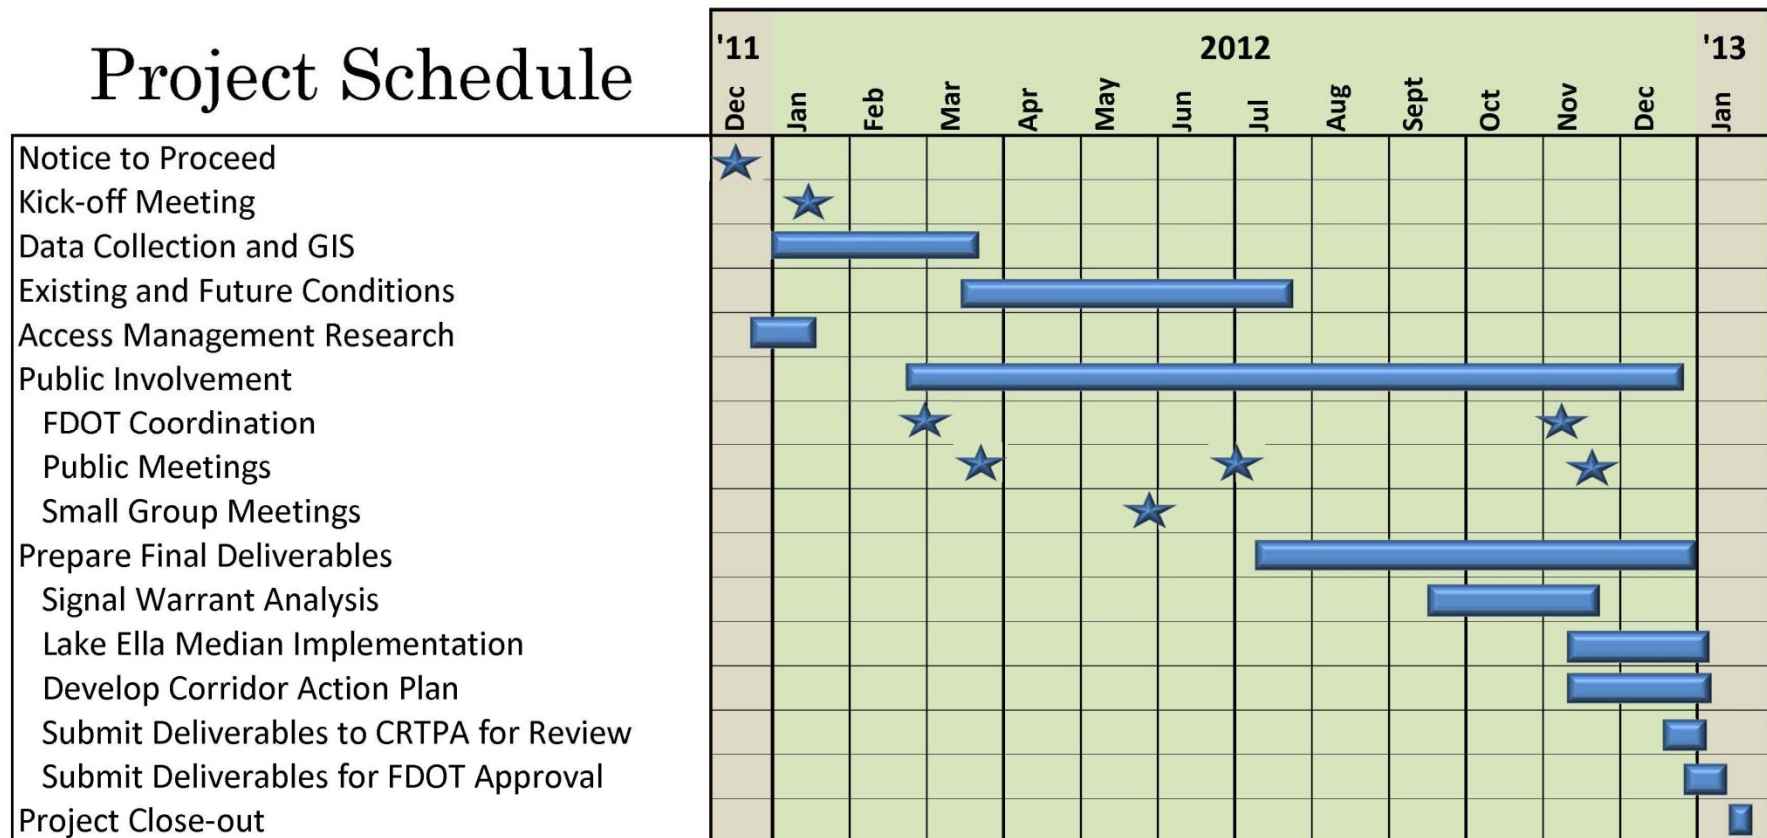 Project Schedule
'11 2012 '13
Dec Jan Feb Mar Apr May Jun Jul Aug Sept Oct Nov Dec Jan
Notice to Proceed
Kick-off Meeting
Data Collection and GIS
Existing and Future Conditions
Access Management Research
Public Involvement
FDOT Coordination
Public Meetings
Small Group Meetings
Prepare Final Deliverables
Signal Warrant Analysis
Lake Ella Median Implementation
Develop Corridor Action Plan
Submit Deliverables to CRTPA for Review
Submit Deliverables for FDOT Approval
Project Close-out